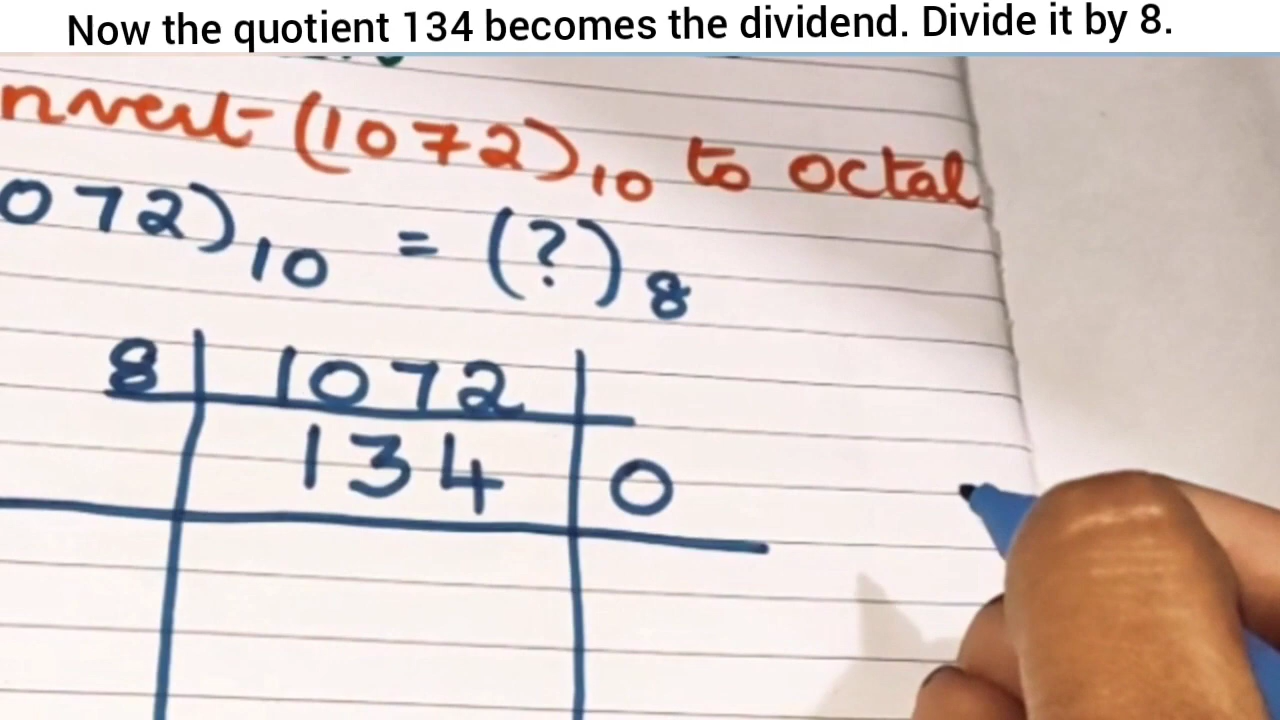 Now the quotient 134 becomes the dividend. Divide it by 8.
nvert (1072)10 to octal
072)10 = (?)8
8 1072
134 0